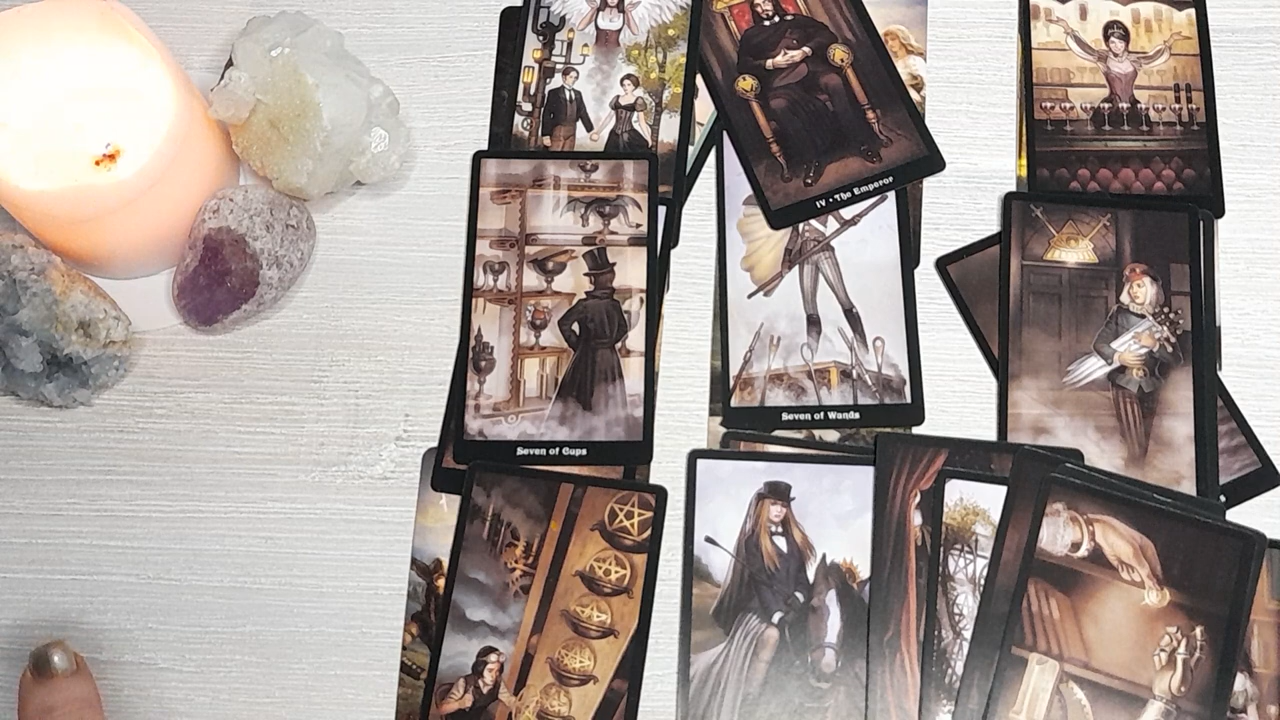 IV • The Emperor
Seven of Wands
Seven of Cups